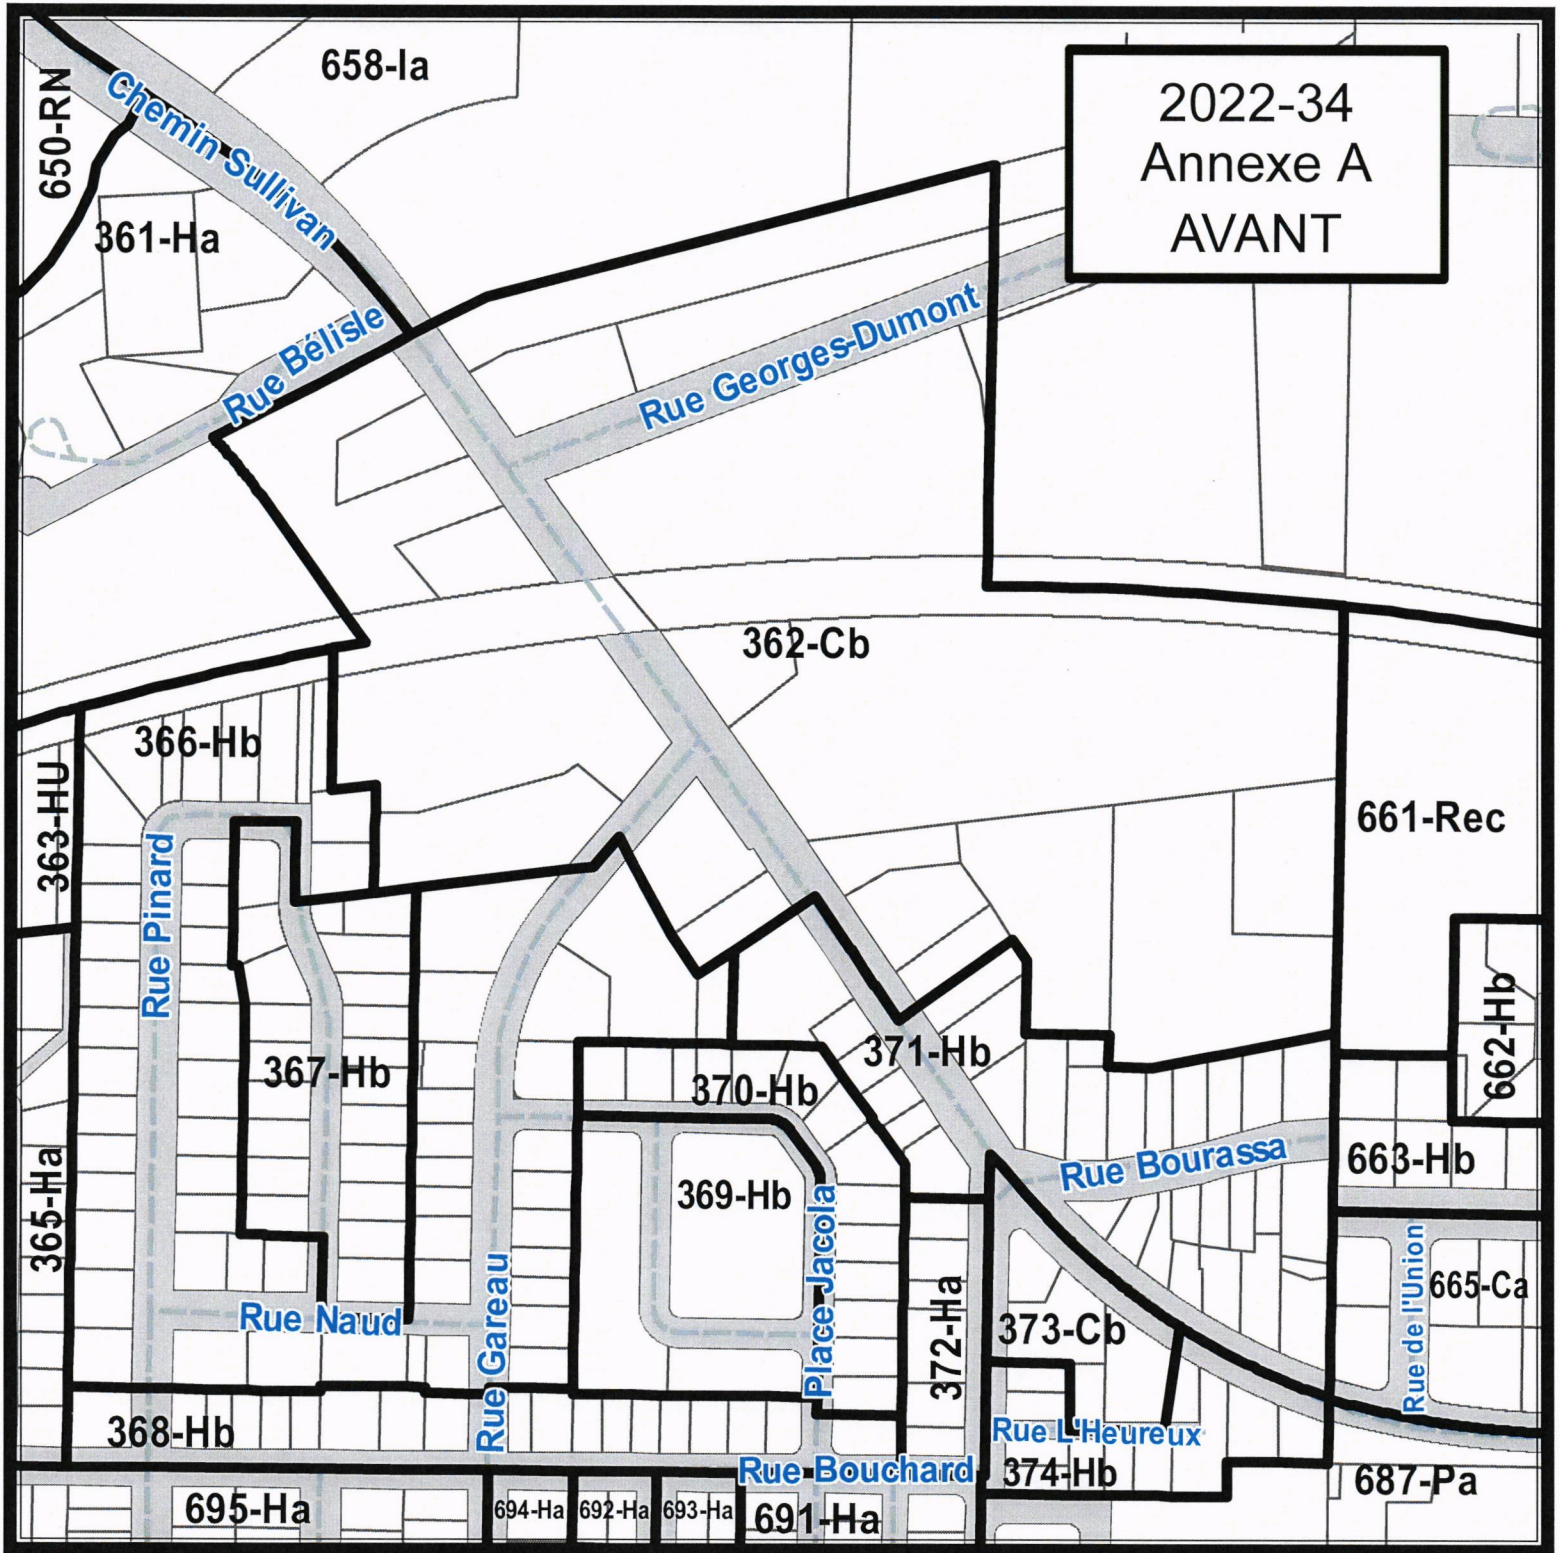 658-Ia
2022-34
Annexe A
AVANT
650-RN
Chemin Sullivan
361-Ha
Rue Bélisle
Rue Georges-Dumont
362-Cb
366-Hb
363-HU
661-Rec
Rue Pinard
662-Hb
367-Hb
371-Hb
370-Hb
Rue Bourassa
663-Hb
365-Ha
369-Hb
Place Jacola
Rue de l'Union
665-Ca
Rue Naud
Rue Gareau
372-Ha
373-Cb
368-Hb
Rue L'Heureux
Rue Bouchard
374-Hb
687-Pa
695-Ha
694-Ha
692-Ha
693-Ha
691-Ha